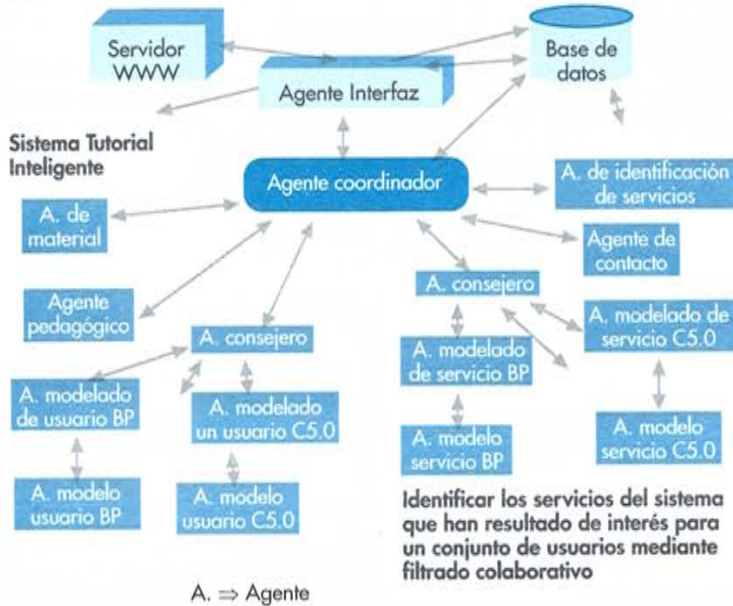 Servidor
WWW
Base de
datos
Agente Interfaz
Sistema Tutorial
Inteligente
Agente coordinador
A. de identificación
de servicios
A. de
material
Agente de
contacto
A. consejero
Agente
pedagógico
A. consejero
A. modelado de
servicio C5.0
A. modelado
de servicio BP
A. modelado
de usuario BP
A. modelado
un usuario C5.0
A. modelo
servicio BP
A. modelo
servicio C5.0
A. modelo
usuario BP
A. modelo
usuario C5.0
Identificar los servicios del sistema
que han resultado de interés para
un conjunto de usuarios mediante
filtrado colaborativo
A. ⇒ Agente